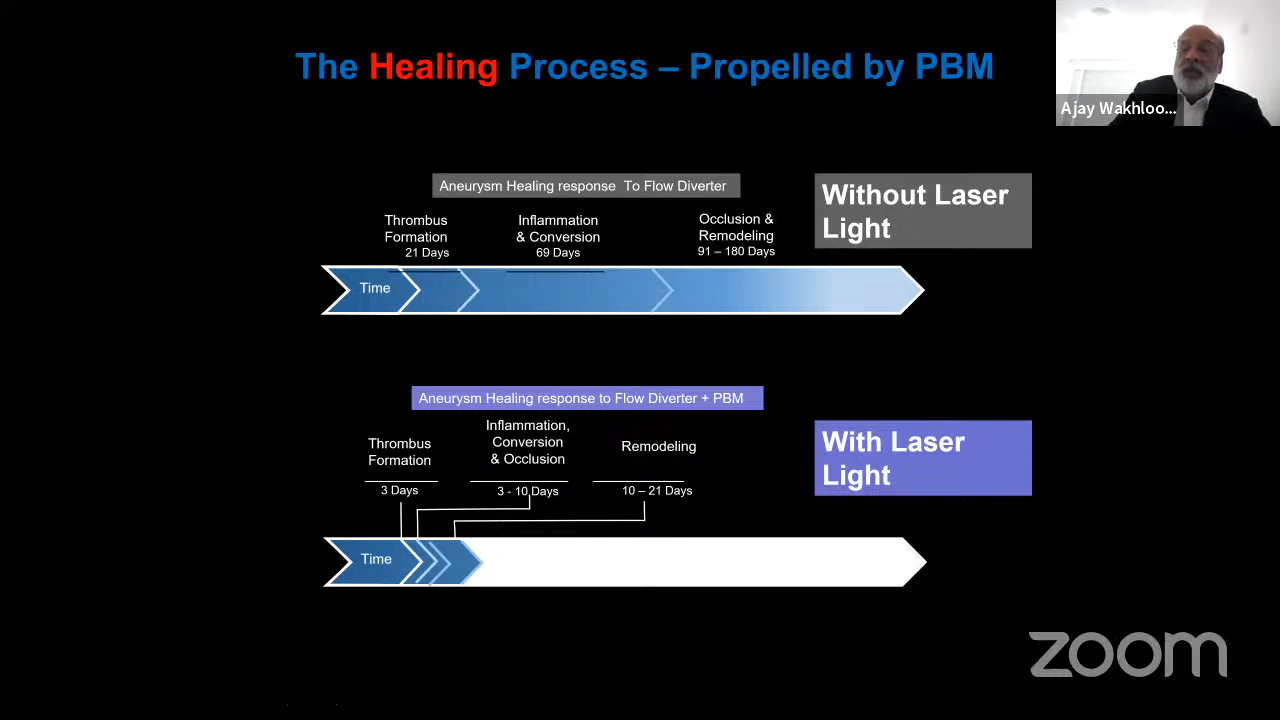 The Healing Process – Propelled by PBM
Ajay Wakhloo...
Aneurysm Healing response To Flow Diverter
Without Laser
Light
Thrombus
Formation
21 Days
Inflammation
& Conversion
69 Days
Occlusion &
Remodeling
91 – 180 Days
Time
Aneurysm Healing response to Flow Diverter + PBM
With Laser
Light
Thrombus
Formation
3 Days
Inflammation,
Conversion
& Occlusion
3 - 10 Days
Remodeling
10 – 21 Days
Time
zoom